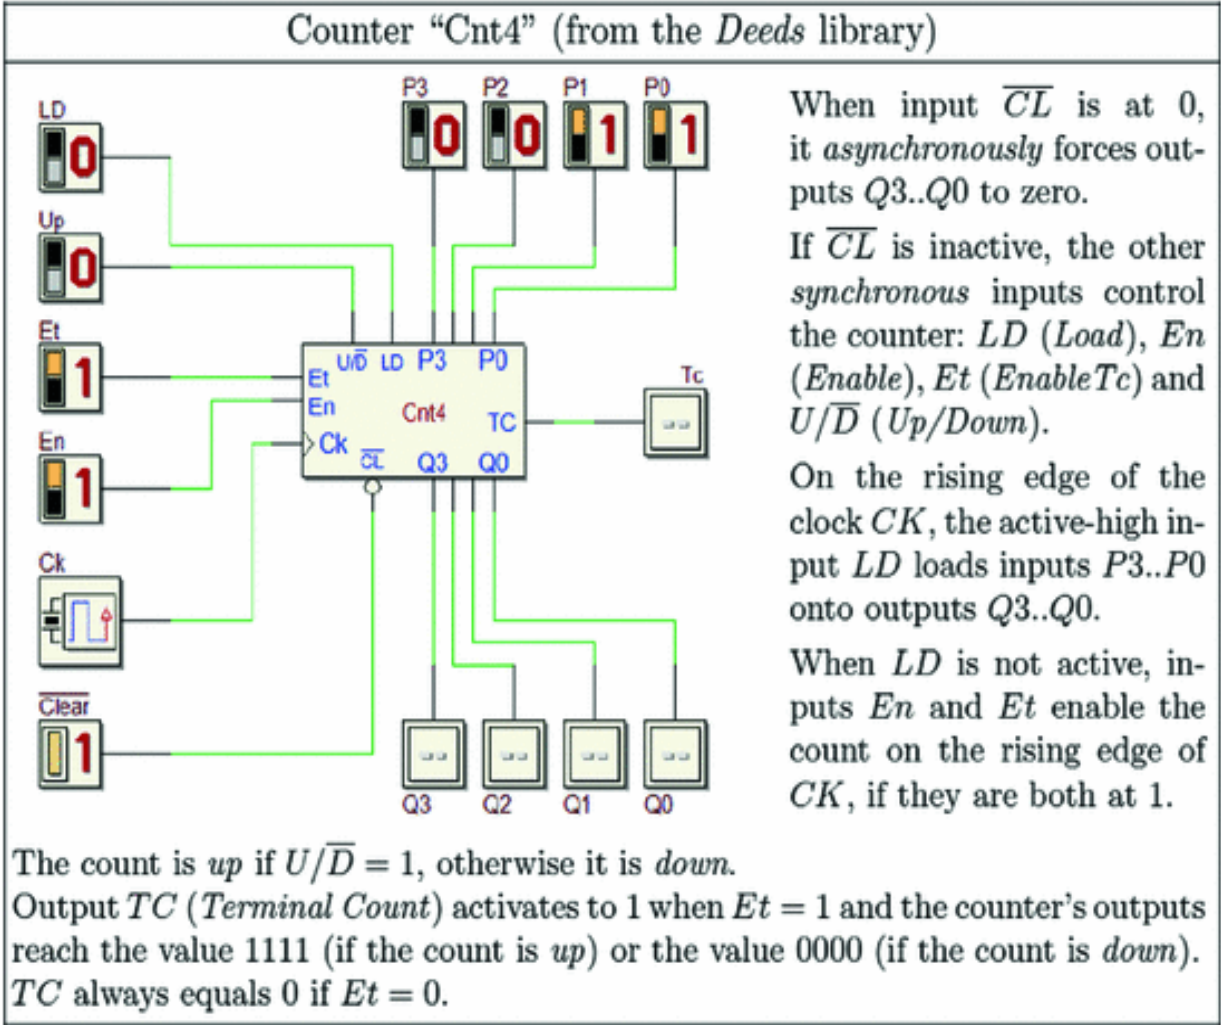 Counter “Cnt4” (from the Deeds library)
P3 P2 P1 P0
LD
0 0 0 1 1
Up
0
Et
1
U/D̅ LD P3 P0
Et
En
Cnt4
TC
Tc
--
En
1
Ck
C̅L̅ Q3 Q0
Ck
C̅l̅e̅a̅r̅
1
-- -- -- --
Q3 Q2 Q1 Q0
When input C̅L̅ is at 0,
it asynchronously forces out-
puts Q3..Q0 to zero.
If C̅L̅ is inactive, the other
synchronous inputs control
the counter: LD (Load), En
(Enable), Et (EnableTc) and
U/D̅ (Up/Down).
On the rising edge of the
clock CK, the active-high in-
put LD loads inputs P3..P0
onto outputs Q3..Q0.
When LD is not active, in-
puts En and Et enable the
count on the rising edge of
CK, if they are both at 1.
The count is up if U/D̅ = 1, otherwise it is down.
Output TC (Terminal Count) activates to 1 when Et = 1 and the counter’s outputs
reach the value 1111 (if the count is up) or the value 0000 (if the count is down).
TC always equals 0 if Et = 0.